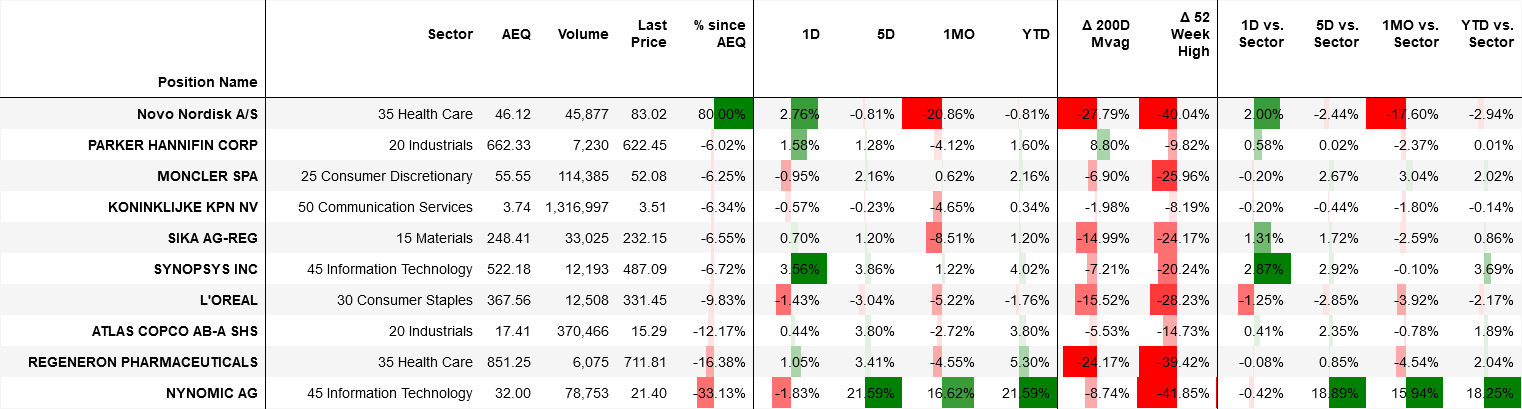 Position Name Sector AEQ Volume Last Price % since AEQ 1D 5D 1MO YTD Δ 200D Mvag Δ 52 Week High 1D vs. Sector 5D vs. Sector 1MO vs. Sector YTD vs. Sector
Novo Nordisk A/S 35 Health Care 46.12 45,877 83.02 80.00% 2.76% -0.81% -20.86% -0.81% -27.79% -40.04% 2.00% -2.44% -17.60% -2.94%
PARKER HANNIFIN CORP 20 Industrials 662.33 7,230 622.45 -6.02% 1.58% 1.28% -4.12% 1.60% 8.80% -9.82% 0.58% 0.02% -2.37% 0.01%
MONCLER SPA 25 Consumer Discretionary 55.55 114,385 52.08 -6.25% -0.95% 2.16% 0.62% 2.16% -6.90% -25.96% -0.20% 2.67% 3.04% 2.02%
KONINKLIJKE KPN NV 50 Communication Services 3.74 1,316,997 3.51 -6.34% -0.57% -0.23% -4.65% 0.34% -1.98% -8.19% -0.20% -0.44% -1.80% -0.14%
SIKA AG-REG 15 Materials 248.41 33,025 232.15 -6.55% 0.70% 1.20% -8.51% 1.20% -14.99% -24.17% 1.31% 1.72% -2.59% 0.86%
SYNOPSYS INC 45 Information Technology 522.18 12,193 487.09 -6.72% 3.56% 3.86% 1.22% 4.02% -7.21% -20.24% 2.87% 2.92% -0.10% 3.69%
L'OREAL 30 Consumer Staples 367.56 12,508 331.45 -9.83% -1.43% -3.04% -5.22% -1.76% -15.52% -28.23% -1.25% -2.85% -3.92% -2.17%
ATLAS COPCO AB-A SHS 20 Industrials 17.41 370,466 15.29 -12.17% 0.44% 3.80% -2.72% 3.80% -5.53% -14.73% 0.41% 2.35% -0.78% 1.89%
REGENERON PHARMACEUTICALS 35 Health Care 851.25 6,075 711.81 -16.38% 1.05% 3.41% -4.55% 5.30% -24.17% -39.42% -0.08% 0.85% -4.54% 2.04%
NYNOMIC AG 45 Information Technology 32.00 78,753 21.40 -33.13% -1.83% 21.59% 16.62% 21.59% -8.74% -41.85% -0.42% 18.89% 15.94% 18.25%